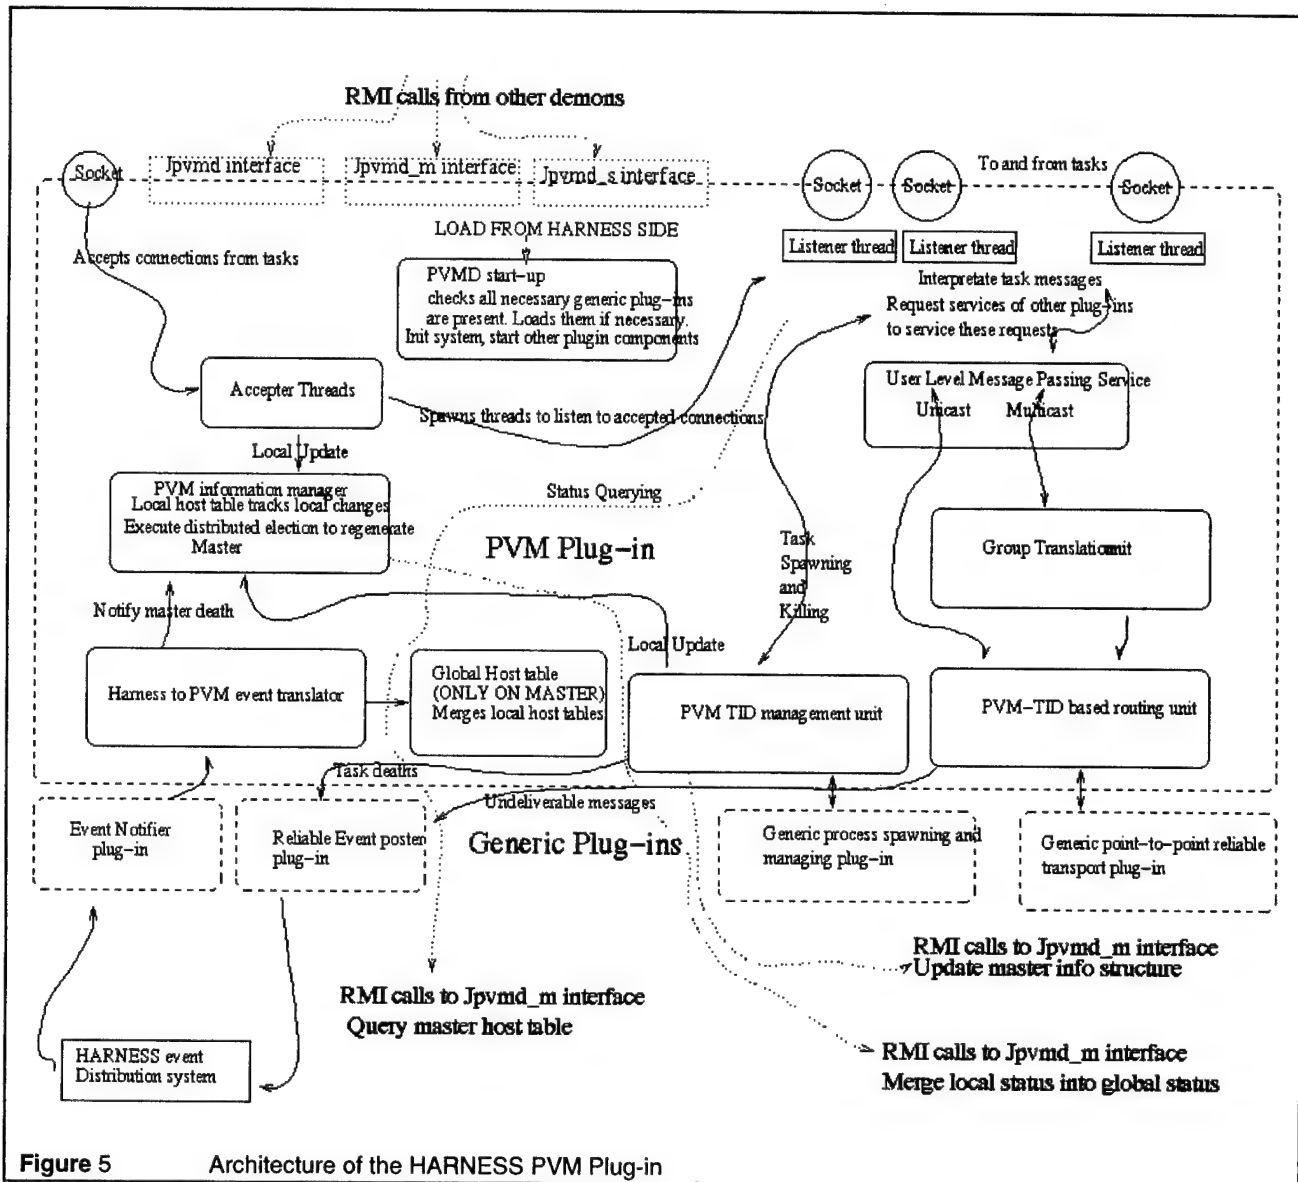 RMI calls from other demons
Socket
Jpvmd interface
Jpvmd_m interface
Jpvmd_s interface
Socket
Socket
To and from tasks
Socket
LOAD FROM HARNESS SIDE
Listener thread
Listener thread
Listener thread
Accepts connections from tasks
PVMD start-up
checks all necessary generic plug-ins
are present. Loads them if necessary.
Init system, start other plugin components
Interpretate task messages
Request services of other plug-ins
to service these requests
Accepter Threads
Spawns threads to listen to accepted connections
User Level Message Passing Service
Unicast
Multicast
Local Update
PVM information manager
Local host table tracks local changes
Execute distributed election to regenerate
Master
Status Querying
PVM Plug-in
Task
Spawning
and
Killing
Group Translation unit
Notify master death
Local Update
Harness to PVM event translator
Global Host table
(ONLY ON MASTER)
Merges local host tables
PVM TID management unit
PVM-TID based routing unit
Task deaths
Undeliverable messages
Event Notifier
plug-in
Reliable Event poster
plug-in
Generic Plug-ins
Generic process spawning and
managing plug-in
Generic point-to-point reliable
transport plug-in
RMI calls to Jpvmd_m interface
Update master info structure
RMI calls to Jpvmd_m interface
Query master host table
HARNESS event
Distribution system
RMI calls to Jpvmd_m interface
Merge local status into global status
Figure 5 Architecture of the HARNESS PVM Plug-in